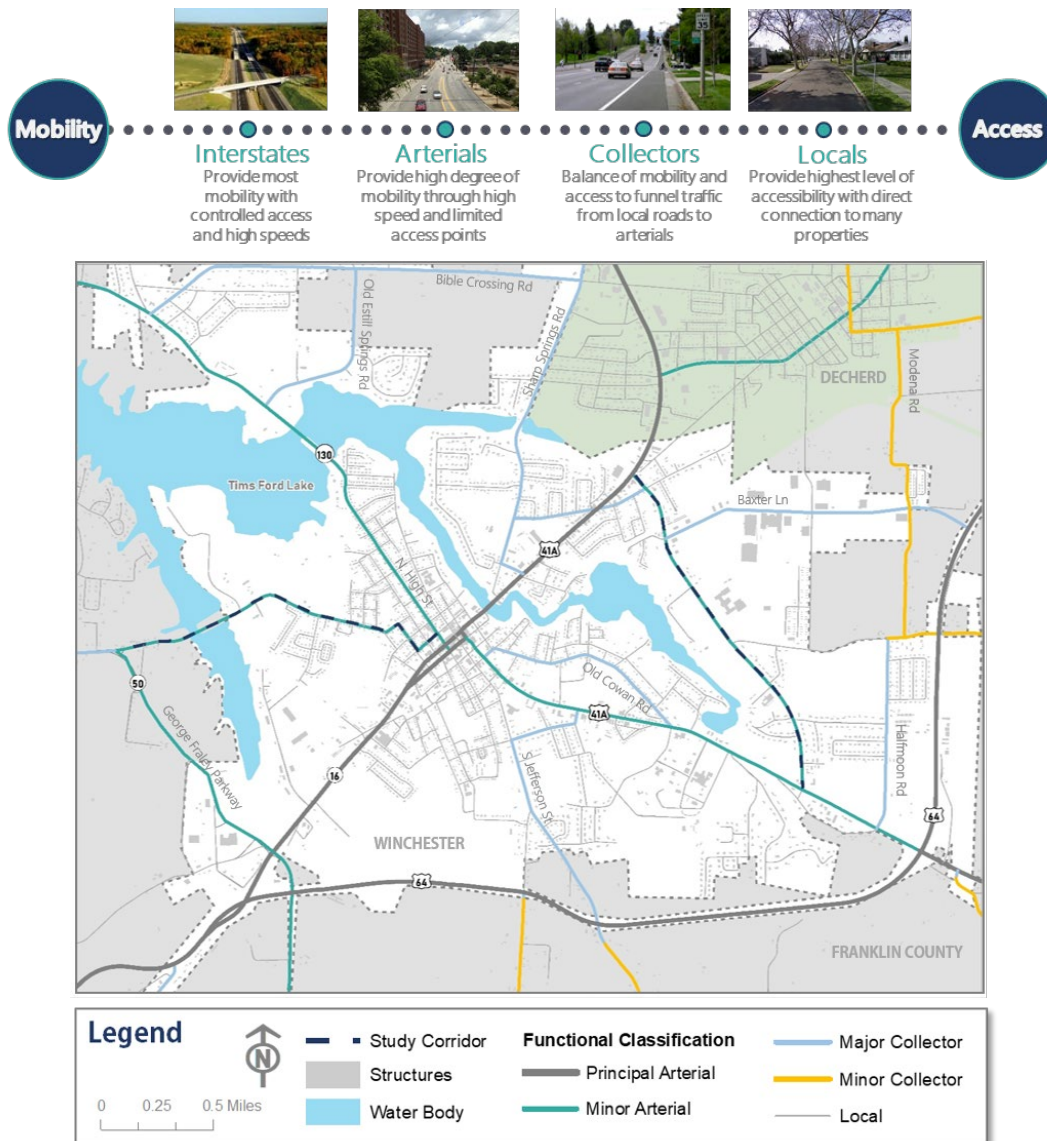 Mobility
Access
Interstates
Provide most
mobility with
controlled access
and high speeds
Arterials
Provide high degree of
mobility through high
speed and limited
access points
Collectors
Balance of mobility and
access to funnel traffic
from local roads to
arterials
Locals
Provide highest level of
accessibility with direct
connection to many
properties
SPEED
LIMIT
35
Bible Crossing Rd
Old Estill Springs Rd
Sharp Springs Rd
DECHERD
Modena Rd
130
Tims Ford Lake
Baxter Ln
41A
N. High St
Old Cowan Rd
41A
50
George Fraley Parkway
16
S Jefferson St
Halfmoon Rd
64
WINCHESTER
64
FRANKLIN COUNTY
Legend
N
0 0.25 0.5 Miles
Study Corridor
Structures
Water Body
Functional Classification
Principal Arterial
Minor Arterial
Major Collector
Minor Collector
Local